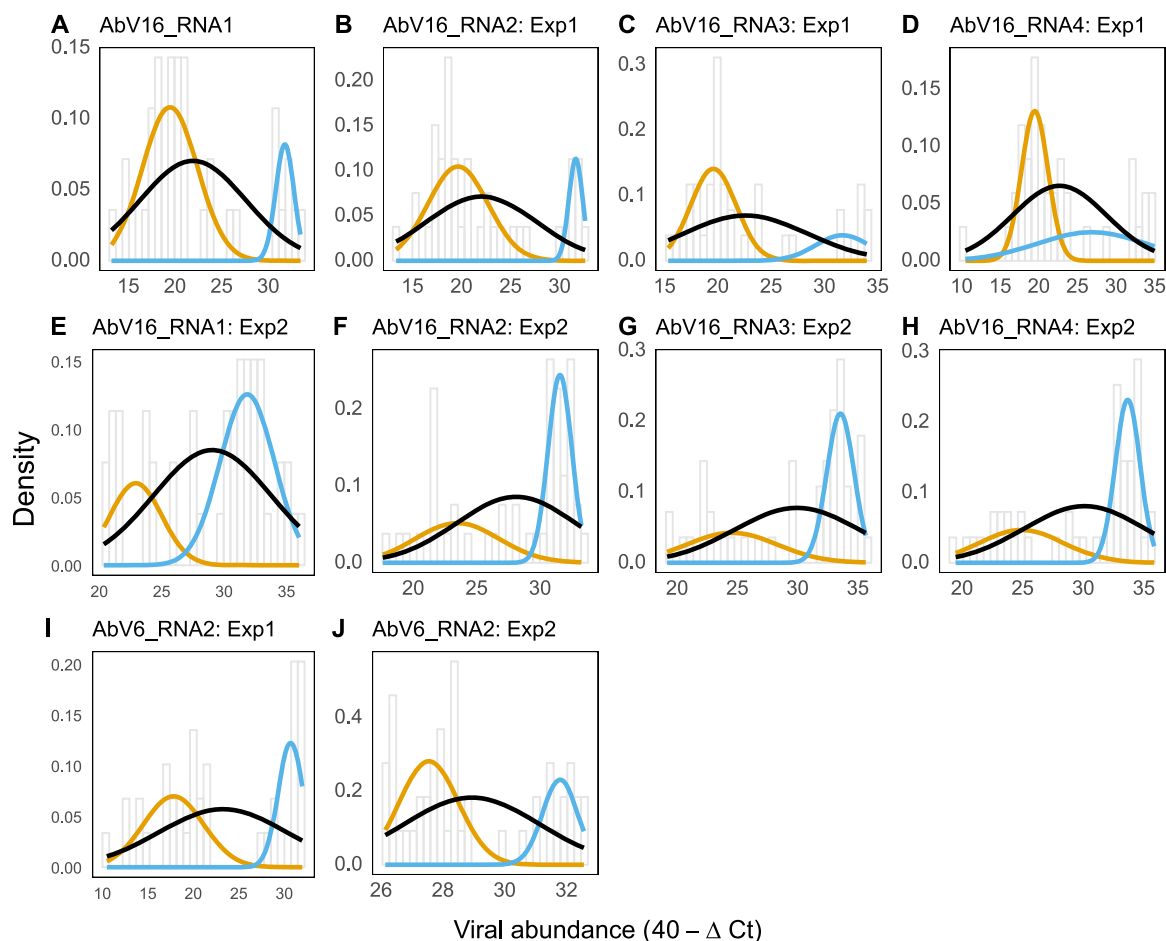 A AbV16_RNA1
B AbV16_RNA2: Exp1
C AbV16_RNA3: Exp1
D AbV16_RNA4: Exp1
0.15
0.10
0.05
0.00
15 20 25 30
0.20
0.15
0.10
0.05
0.00
15 20 25 30
0.3
0.2
0.1
0.0
15 20 25 30 35
0.15
0.10
0.05
0.00
10 15 20 25 30 35
E AbV16_RNA1: Exp2
F AbV16_RNA2: Exp2
G AbV16_RNA3: Exp2
H AbV16_RNA4: Exp2
0.15
0.10
0.05
0.00
20 25 30 35
0.2
0.1
0.0
20 25 30
0.3
0.2
0.1
0.0
20 25 30 35
0.3
0.2
0.1
0.0
20 25 30 35
Density
I AbV6_RNA2: Exp1
J AbV6_RNA2: Exp2
0.20
0.15
0.10
0.05
0.00
10 15 20 25 30
0.4
0.2
0.0
26 28 30 32
Viral abundance (40 – Δ Ct)